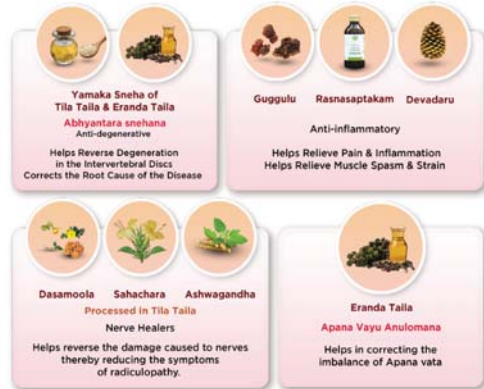 Yamaka Sneha of
Tila Taila & Eranda Taila
Abhyantara snehana
Anti-degenerative
Helps Reverse Degeneration
in the Intervertebral Discs
Corrects the Root Cause of the Disease
Guggulu Rasnasaptakam Devadaru
Anti-inflammatory
Helps Relieve Pain & Inflammation
Helps Relieve Muscle Spasm & Strain
Dasamoola Sahachara Ashwagandha
Processed in Tila Taila
Nerve Healers
Helps reverse the damage caused to nerves
thereby reducing the symptoms
of radiculopathy.
Eranda Taila
Apana Vayu Anulomana
Helps in correcting the
imbalance of Apana vata